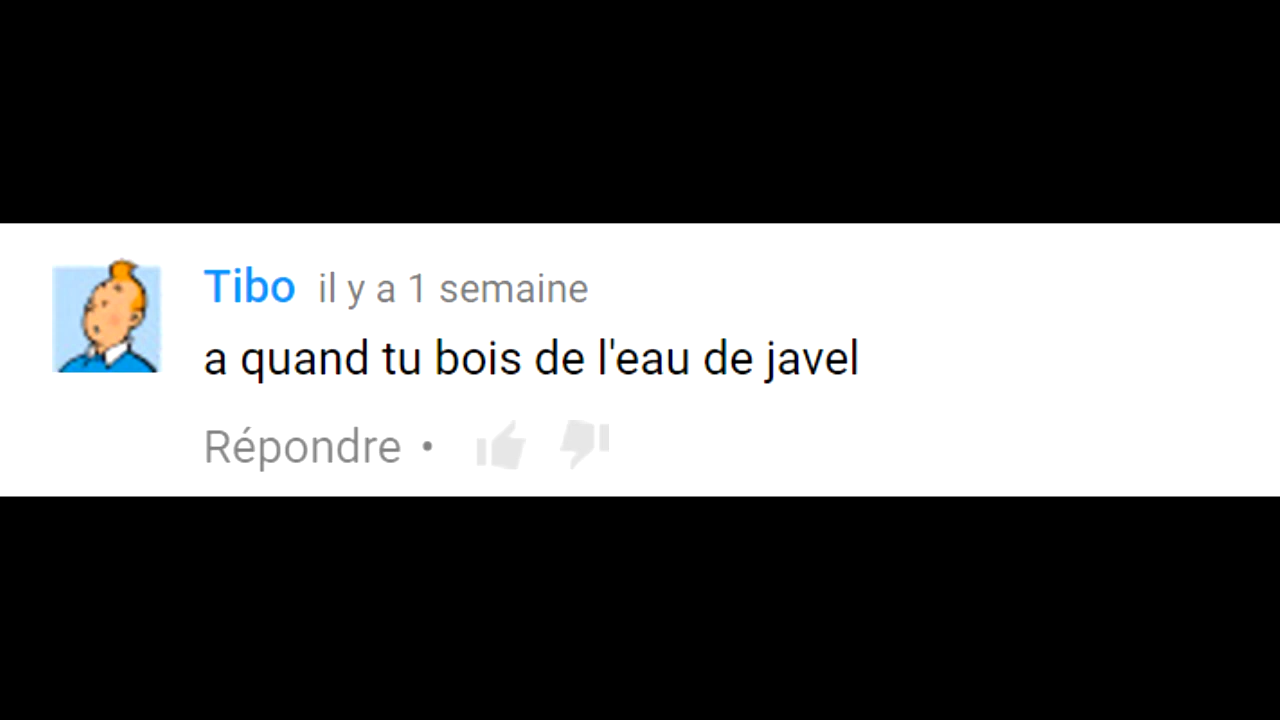 Tibo il y a 1 semaine
a quand tu bois de l'eau de javel
Répondre •